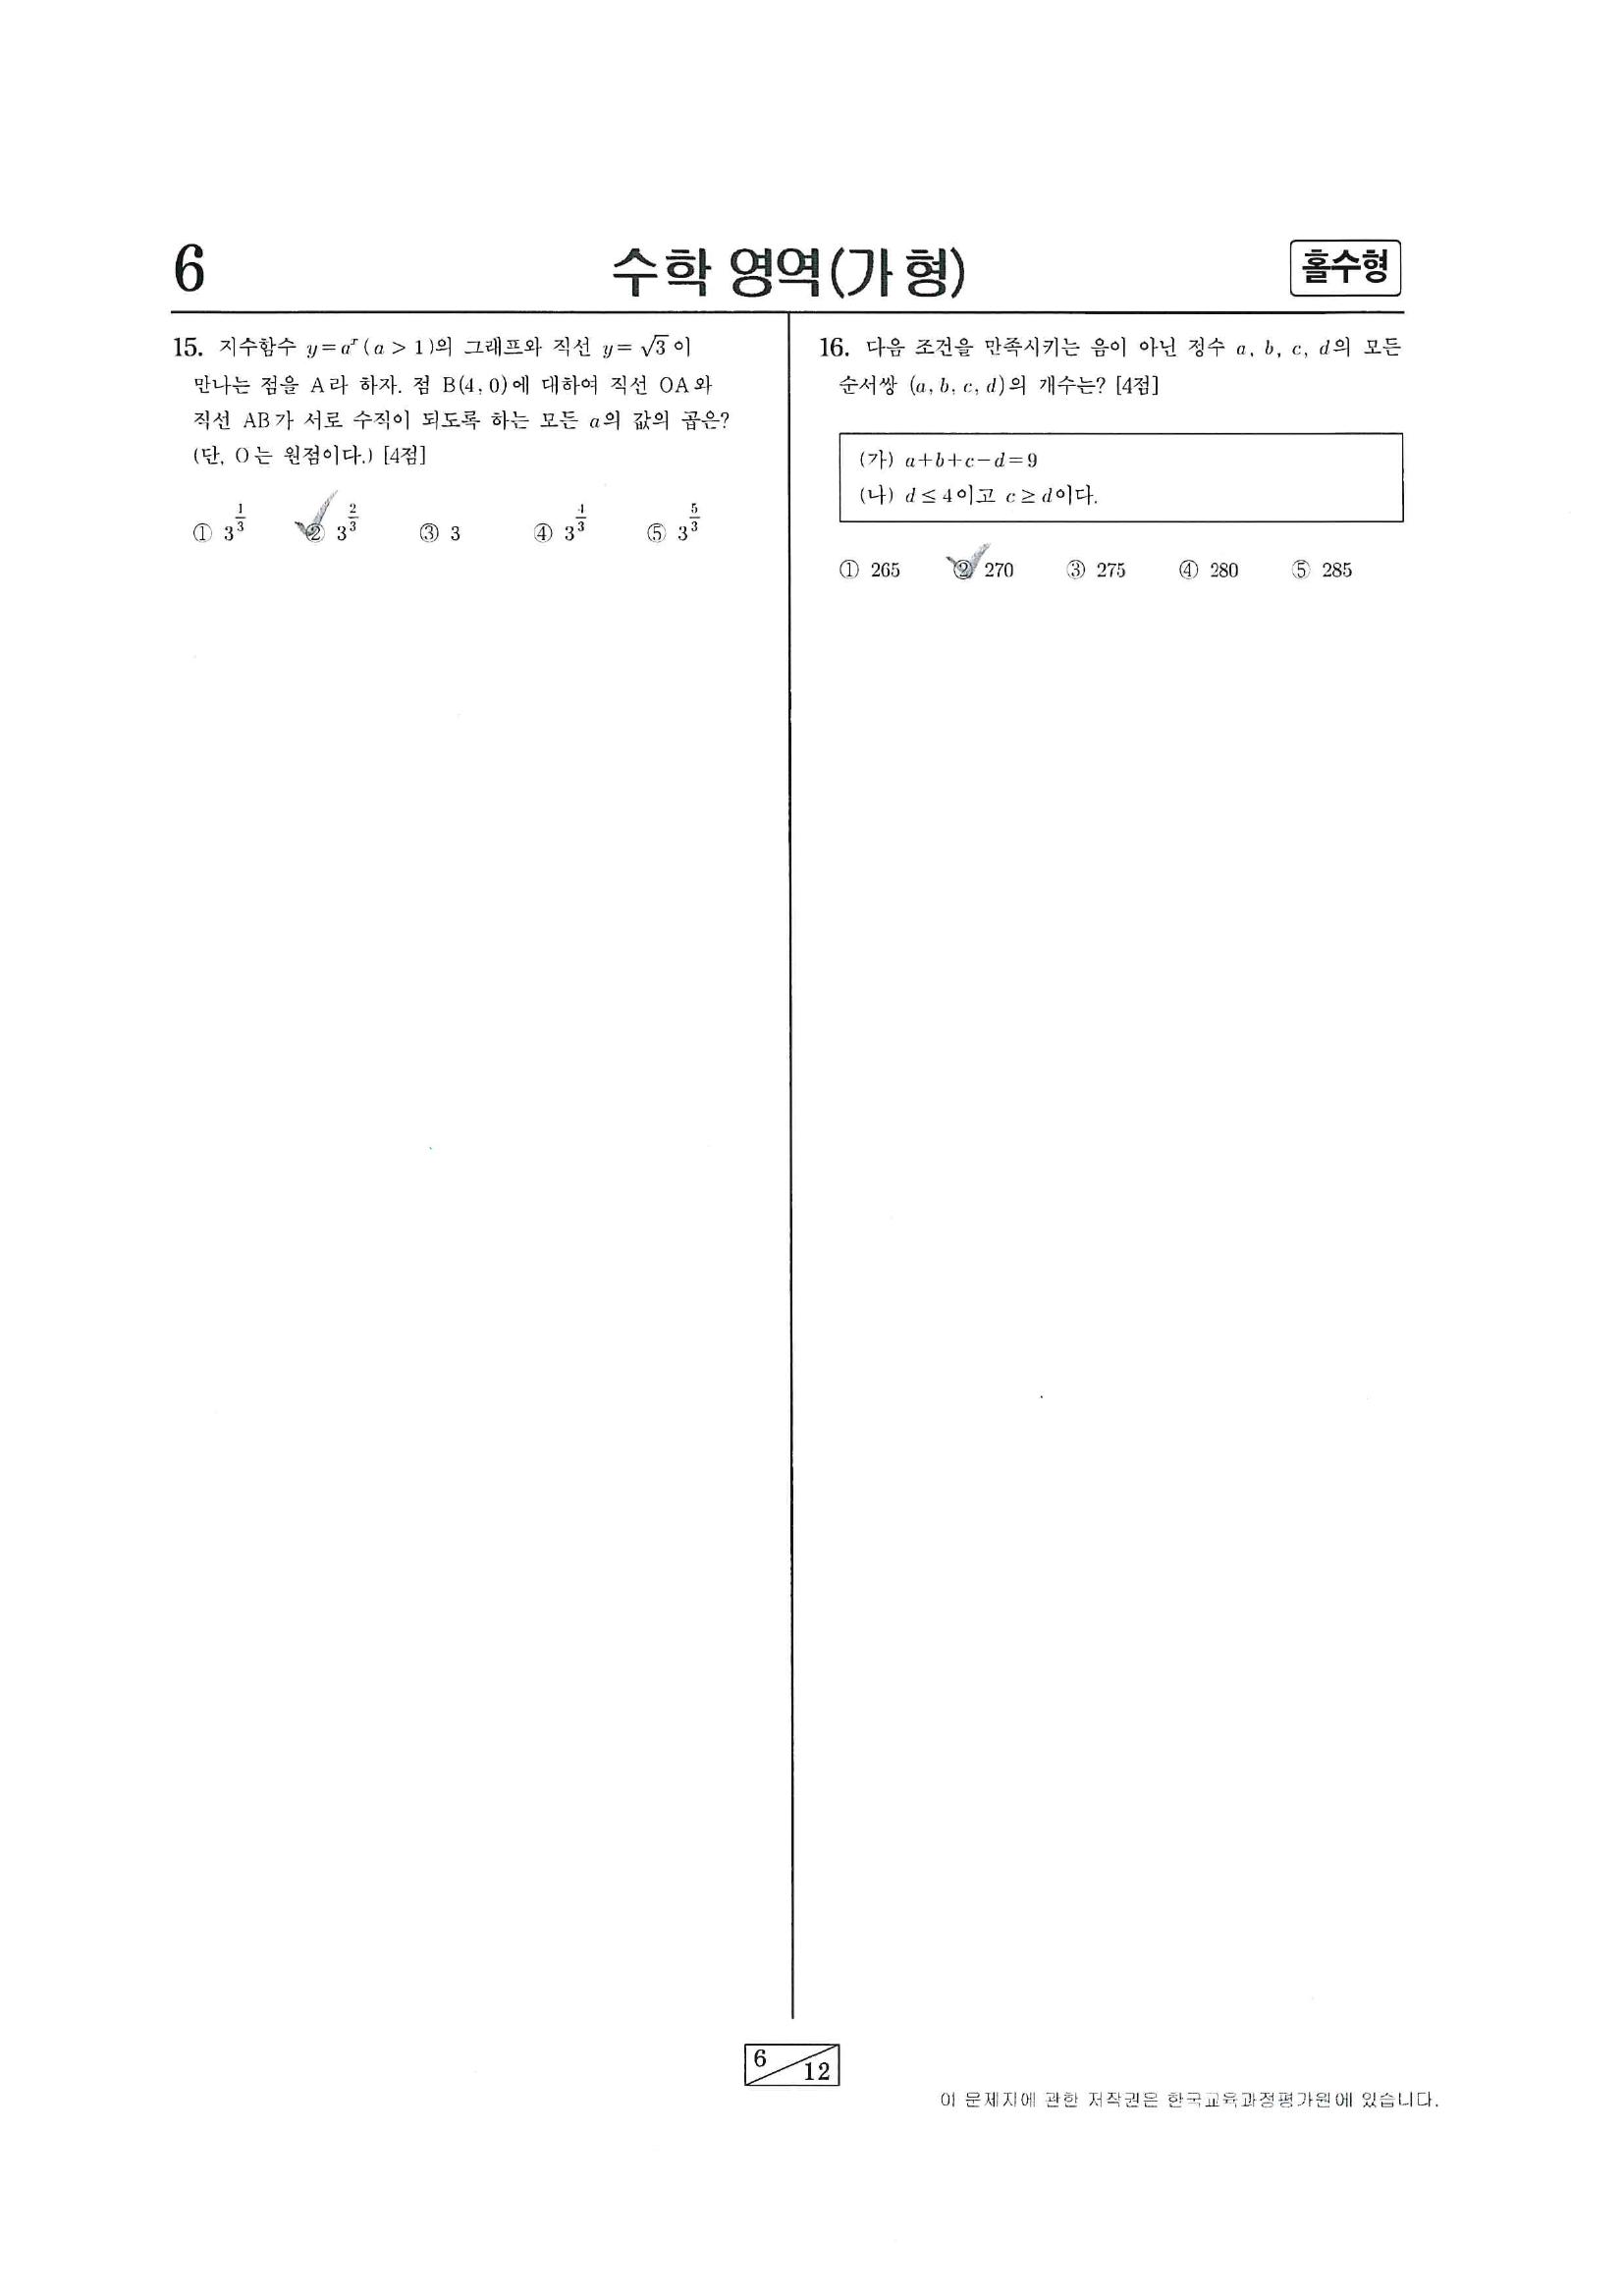 6
수학 영역(가 형)
홀수형
15. 지수함수 y=aˣ(a > 1)의 그래프와 직선 y=√3 이
만나는 점을 A라 하자. 점 B(4, 0)에 대하여 직선 OA와
직선 AB가 서로 수직이 되도록 하는 모든 a의 값의 곱은?
(단, O는 원점이다.) [4점]
① 3^(1/3) ② 3^(2/3) ③ 3 ④ 3^(4/3) ⑤ 3^(5/3)
16. 다음 조건을 만족시키는 음이 아닌 정수 a, b, c, d의 모든
순서쌍 (a, b, c, d)의 개수는? [4점]
(가) a+b+c-d=9
(나) d≤4이고 c≥d이다.
① 265 ② 270 ③ 275 ④ 280 ⑤ 285
6/12
이 문제지에 관한 저작권은 한국교육과정평가원에 있습니다.